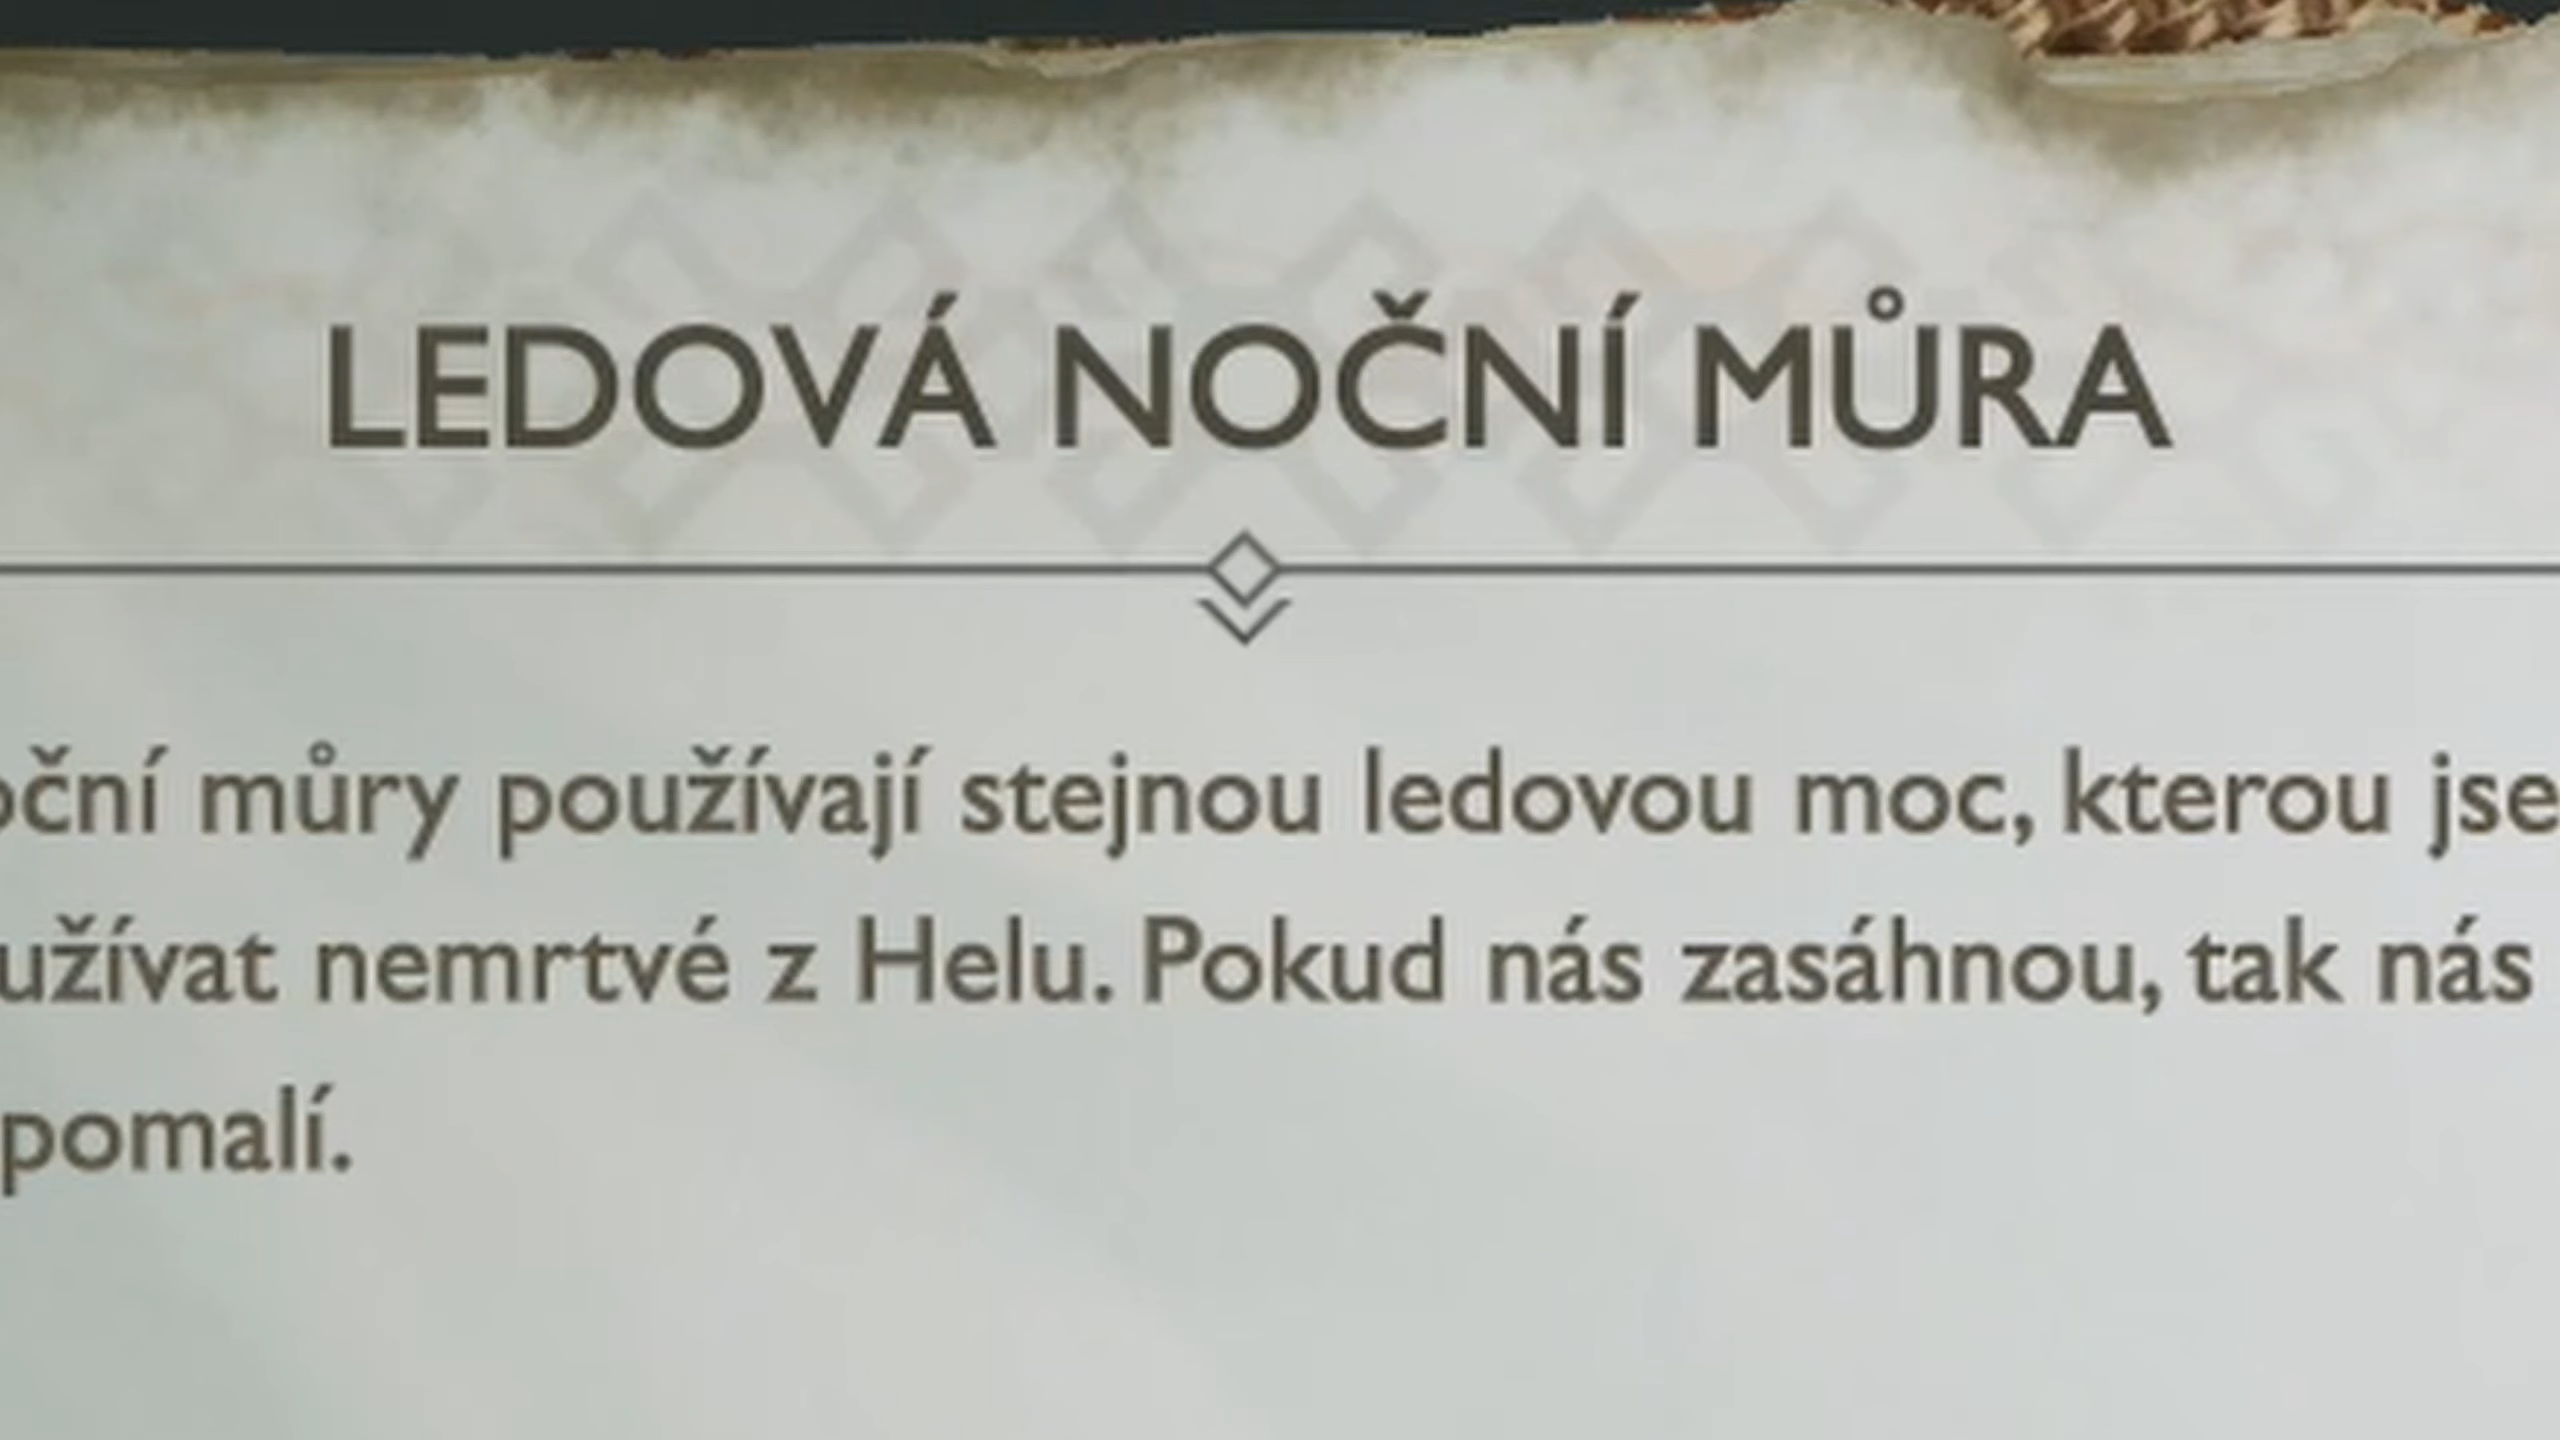 LEDOVÁ NOČNÍ MŮRA
oční můry používají stejnou ledovou moc, kterou jse
užívat nemrtvé z Helu. Pokud nás zasáhnou, tak nás
pomalí.